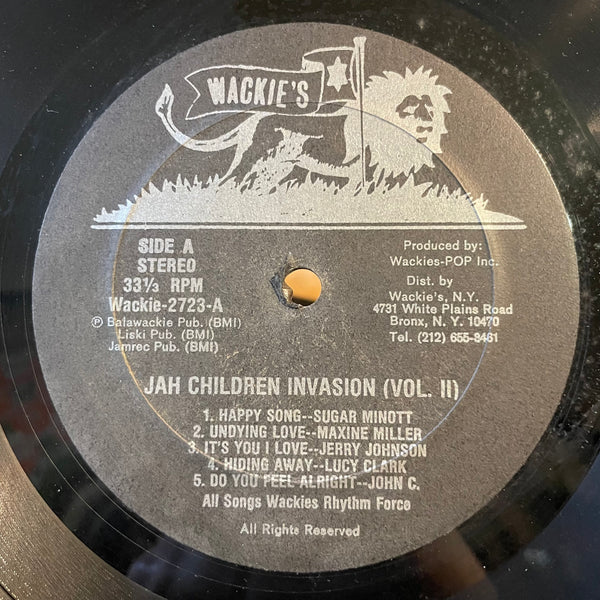 WACKIE'S
SIDE A
STEREO
33⅓ RPM
Wackie-2723-A
℗ Bafawackie Pub. (BMI)
Liski Pub. (BMI)
Jamrec Pub. (BMI)
Produced by:
Wackies-POP Inc.
Dist. by
Wackie's, N.Y.
4731 White Plains Road
Bronx, N. Y. 10470
Tel. (212) 655-8461
JAH CHILDREN INVASION (VOL. II)
1. HAPPY SONG--SUGAR MINOTT
2. UNDYING LOVE--MAXINE MILLER
3. IT'S YOU I LOVE--JERRY JOHNSON
4. HIDING AWAY--LUCY CLARK
5. DO YOU FEEL ALRIGHT--JOHN C.
All Songs Wackies Rhythm Force
All Rights Reserved